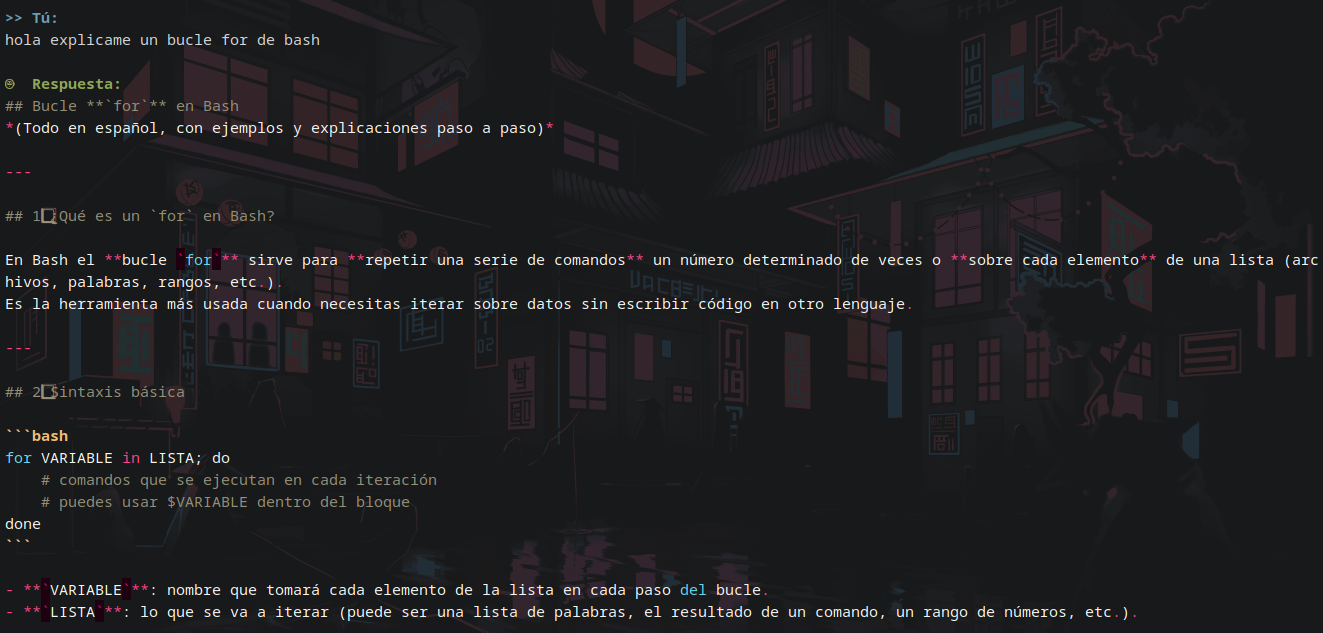 >> Tú:
hola explicame un bucle for de bash
Respuesta:
## Bucle **`for`** en Bash
*(Todo en español, con ejemplos y explicaciones paso a paso)*
---
## 1 ¿Qué es un `for` en Bash?
En Bash el **bucle `for`** sirve para **repetir una serie de comandos** un número determinado de veces o **sobre cada elemento** de una lista (arc
hivos, palabras, rangos, etc.).
Es la herramienta más usada cuando necesitas iterar sobre datos sin escribir código en otro lenguaje.
---
## 2 Sintaxis básica
```bash
for VARIABLE in LISTA; do
    # comandos que se ejecutan en cada iteración
    # puedes usar $VARIABLE dentro del bloque
done
```
- **`VARIABLE`**: nombre que tomará cada elemento de la lista en cada paso del bucle.
- **`LISTA`**: lo que se va a iterar (puede ser una lista de palabras, el resultado de un comando, un rango de números, etc.).